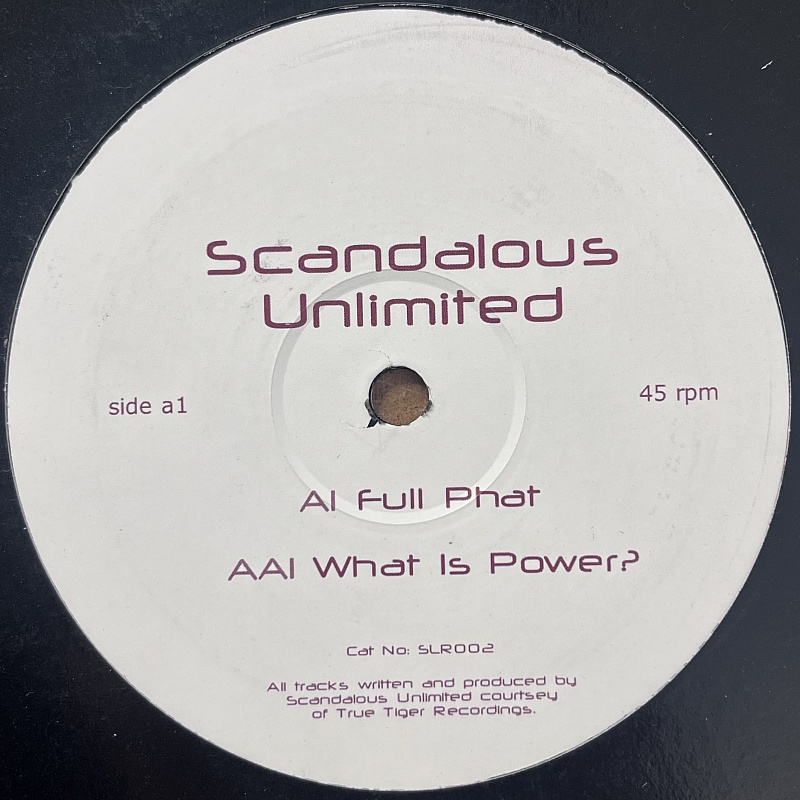 Scandalous
Unlimited
side a1
45 rpm
A1 Full Phat
AA1 What Is Power?
Cat No: SLR002
All tracks written and produced by
Scandalous Unlimited courtsey
of True Tiger Recordings.